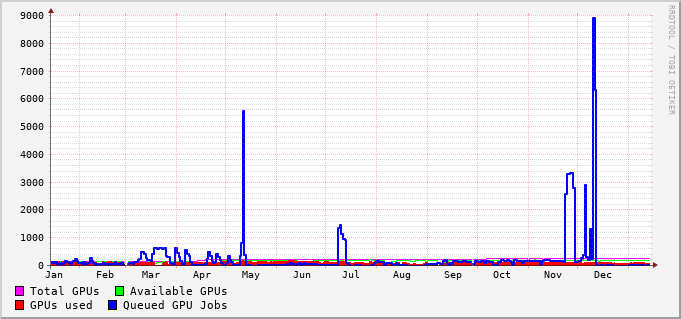 9000
8000
7000
6000
5000
4000
3000
2000
1000
0
Jan Feb Mar Apr May Jun Jul Aug Sep Oct Nov Dec
Total GPUs Available GPUs
GPUs used Queued GPU Jobs
RRDTOOL / TOBI OETIKER